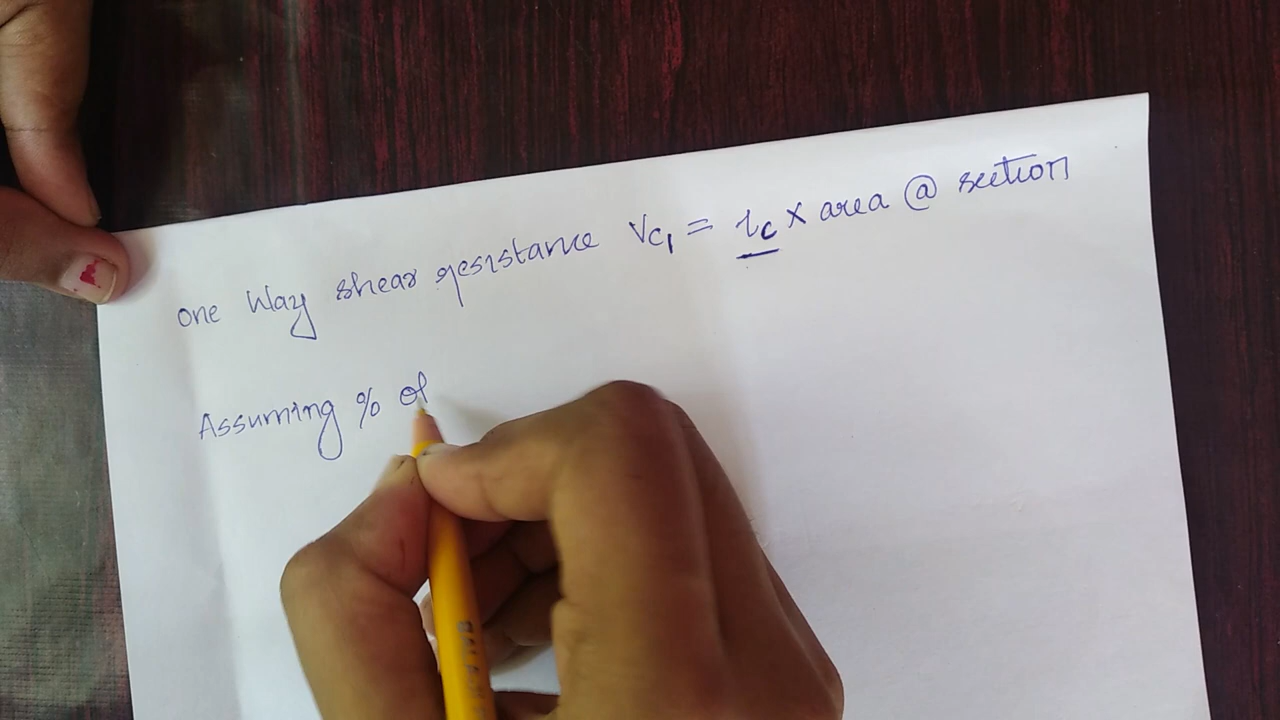 one way shear resistance Vc₁ = τc × area @ section
Assuming % of